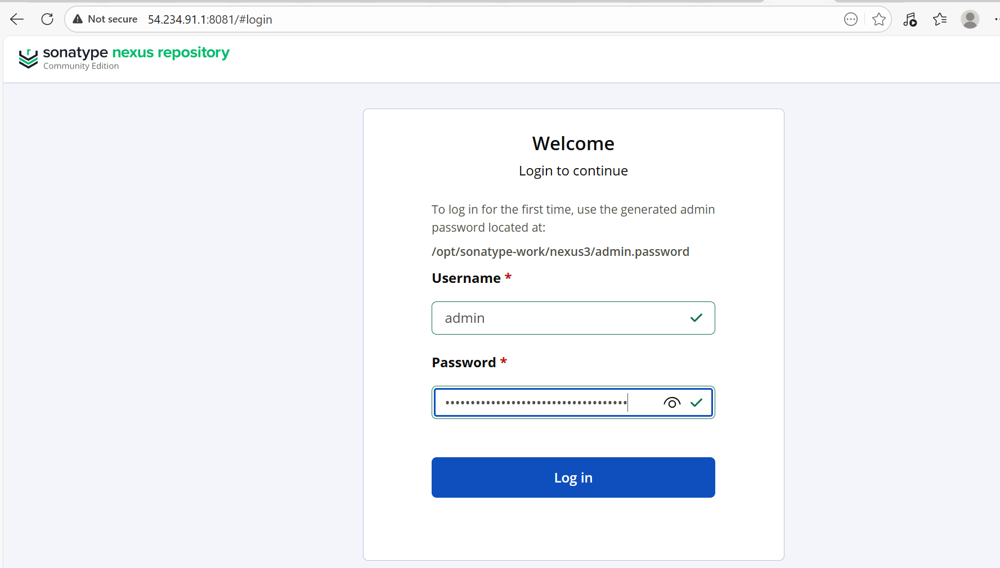 Not secure 54.234.91.1:8081/#login
sonatype nexus repository
Community Edition
Welcome
Login to continue
To log in for the first time, use the generated admin
password located at:
/opt/sonatype-work/nexus3/admin.password
Username *
admin
Password *
••••••••••••••••••••••••••••••••••••
Log in